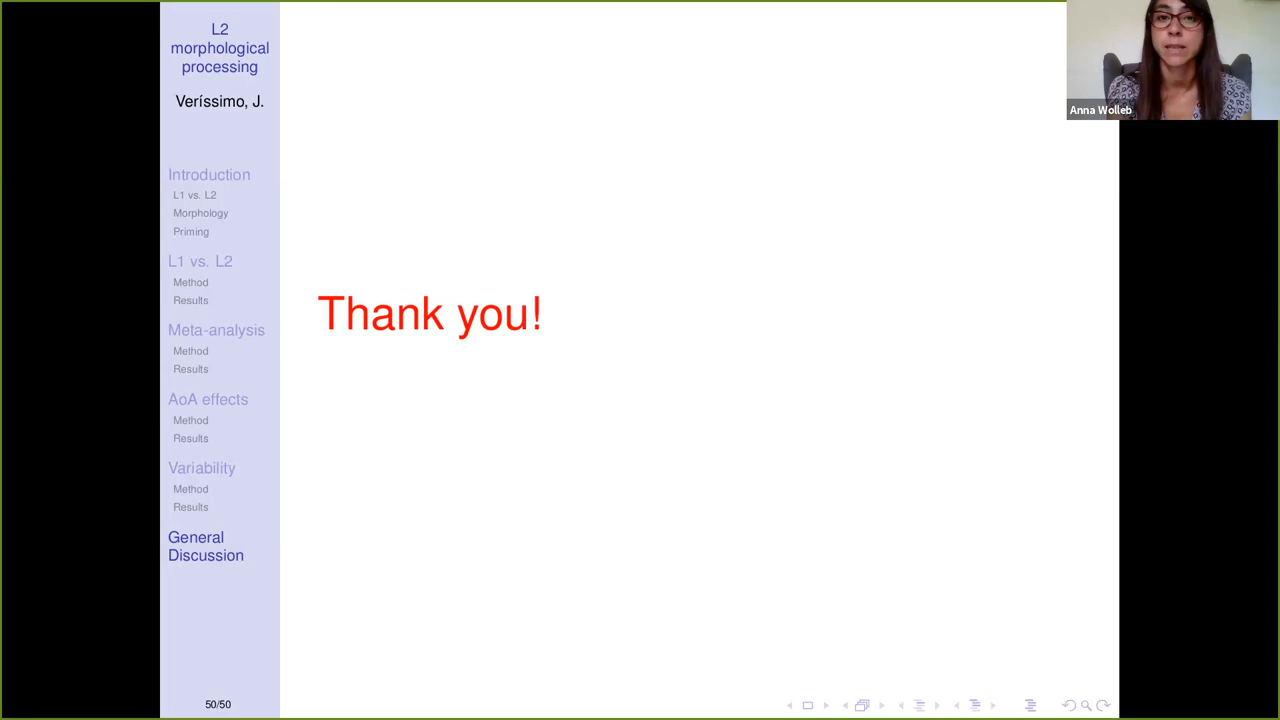 L2
morphological
processing
Veríssimo, J.
Introduction
L1 vs. L2
Morphology
Priming
L1 vs. L2
Method
Results
Meta-analysis
Method
Results
AoA effects
Method
Results
Variability
Method
Results
General
Discussion
50/50
Thank you!
Anna Wolleb